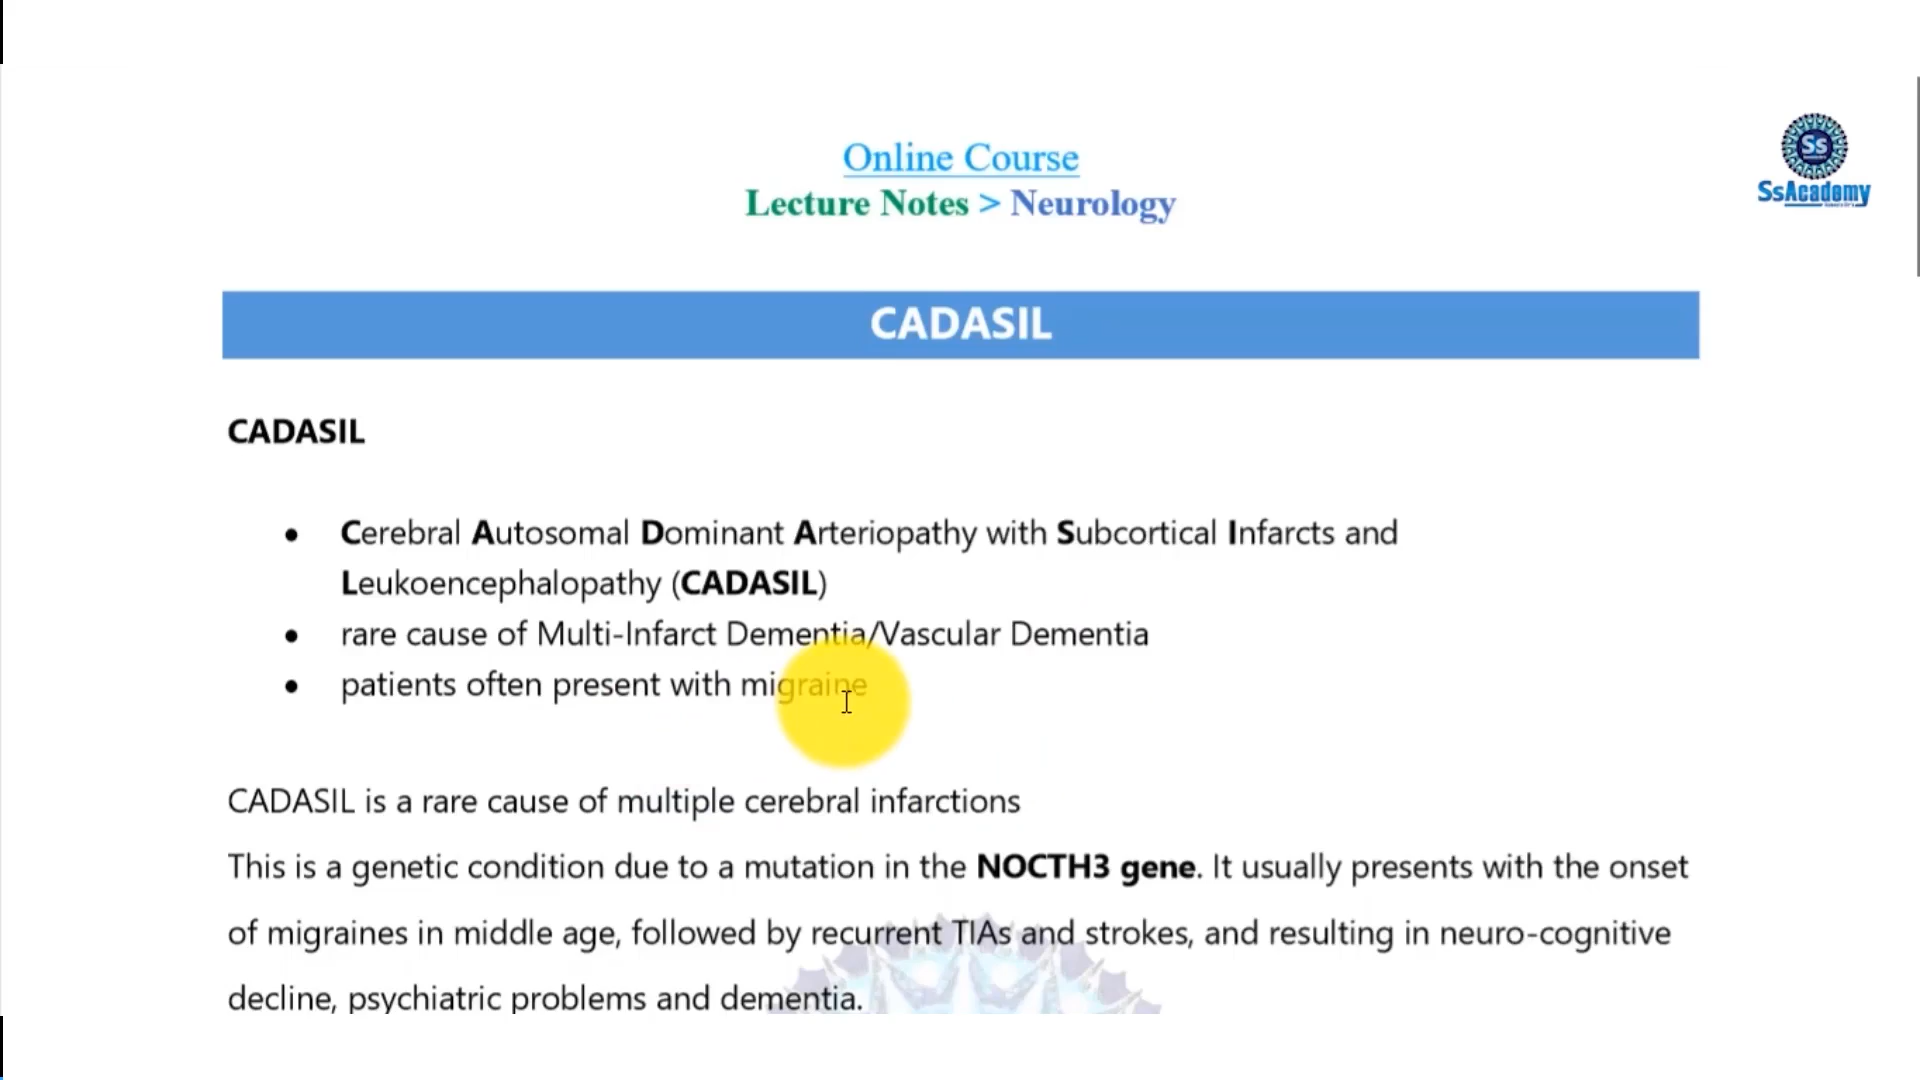 Online Course
Lecture Notes > Neurology
Ss
SsAcademy
CADASIL
CADASIL
• Cerebral Autosomal Dominant Arteriopathy with Subcortical Infarcts and
Leukoencephalopathy (CADASIL)
• rare cause of Multi-Infarct Dementia/Vascular Dementia
• patients often present with migraine
CADASIL is a rare cause of multiple cerebral infarctions
This is a genetic condition due to a mutation in the NOCTH3 gene. It usually presents with the onset
of migraines in middle age, followed by recurrent TIAs and strokes, and resulting in neuro-cognitive
decline, psychiatric problems and dementia.